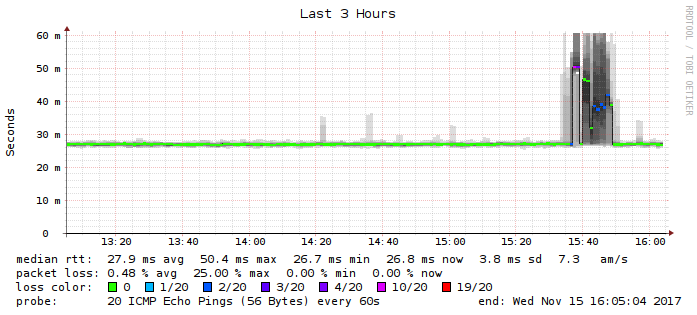 Last 3 Hours
RRDTOOL / TOBI OETIKER
Seconds
60 m
50 m
40 m
30 m
20 m
10 m
0
13:20 13:40 14:00 14:20 14:40 15:00 15:20 15:40 16:00
median rtt: 27.9 ms avg 50.4 ms max 26.7 ms min 26.8 ms now 3.8 ms sd 7.3 am/s
packet loss: 0.48 % avg 25.00 % max 0.00 % min 0.00 % now
loss color: 0 1/20 2/20 3/20 4/20 10/20 19/20
probe: 20 ICMP Echo Pings (56 Bytes) every 60s end: Wed Nov 15 16:05:04 2017